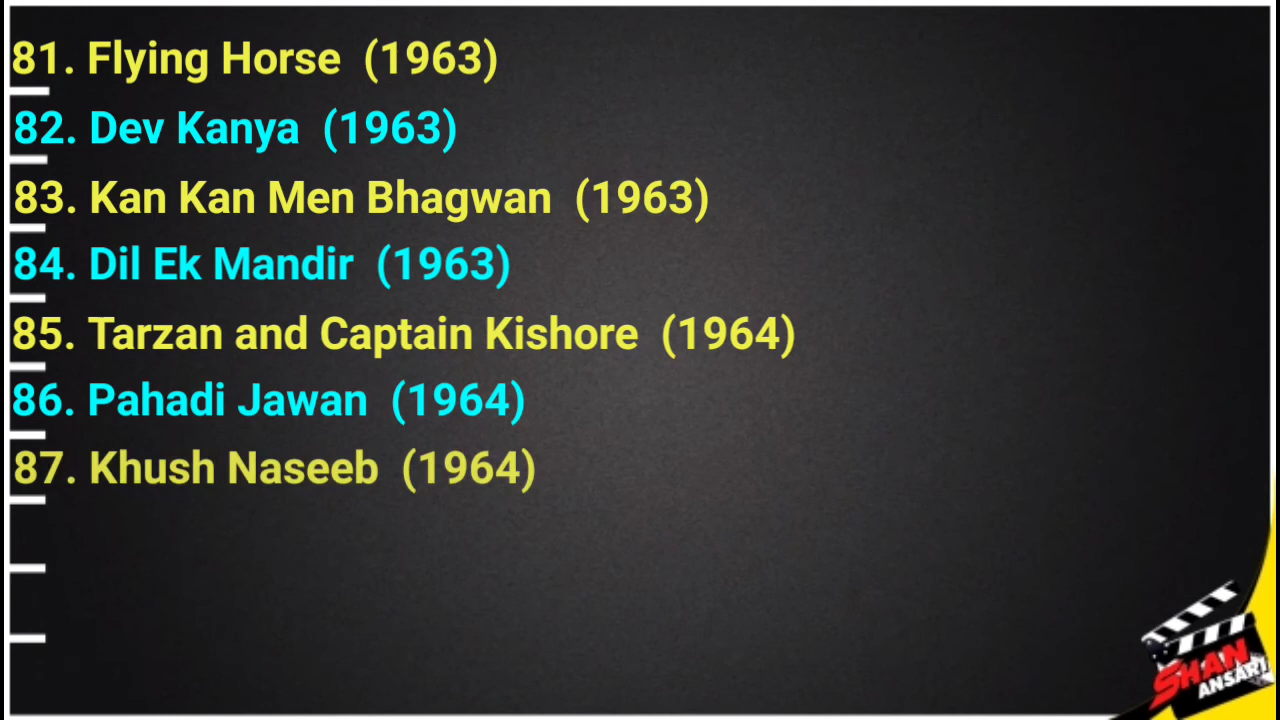 81. Flying Horse (1963)
82. Dev Kanya (1963)
83. Kan Kan Men Bhagwan (1963)
84. Dil Ek Mandir (1963)
85. Tarzan and Captain Kishore (1964)
86. Pahadi Jawan (1964)
87. Khush Naseeb (1964)
SHAN
ANSARI